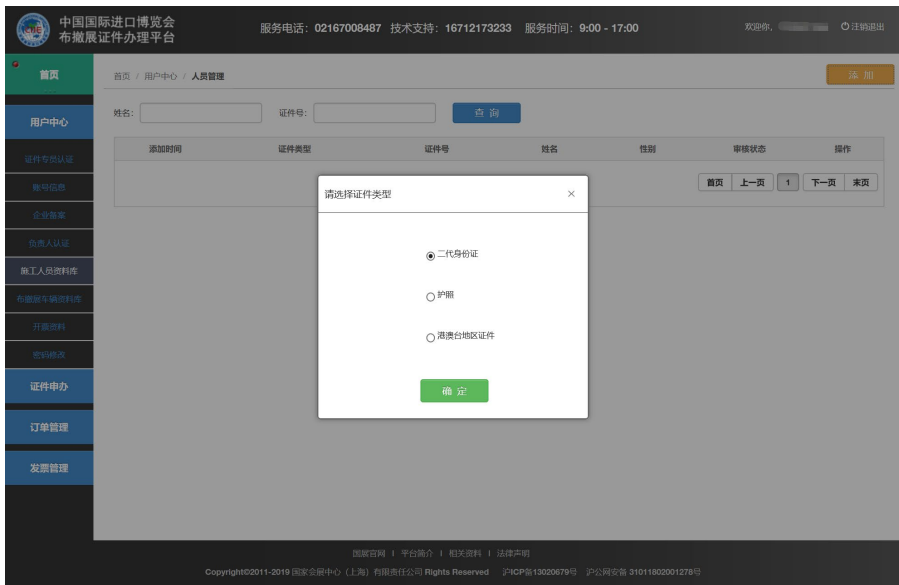 中国国际进口博览会
布撤展证件办理平台
服务电话：02167008487 技术支持：16712173233 服务时间：9:00 - 17:00
欢迎你，
注销退出
首页
首页 / 用户中心 / 人员管理
添 加
用户中心
姓名：
证件号：
查 询
证件专员认证
账号信息
企业备案
负责人认证
施工人员资料库
布撤展车辆资料库
开票资料
密码修改
证件申办
订单管理
发票管理
添加时间 证件类型 证件号 姓名 性别 审核状态 操作
首页 上一页 1 下一页 末页
请选择证件类型 ×
二代身份证
护照
港澳台地区证件
确 定
国展官网 | 平台简介 | 相关资料 | 法律声明
Copyright©2011-2019 国家会展中心（上海）有限责任公司 Rights Reserved 沪ICP备13020679号 沪公网安备 31011802001278号